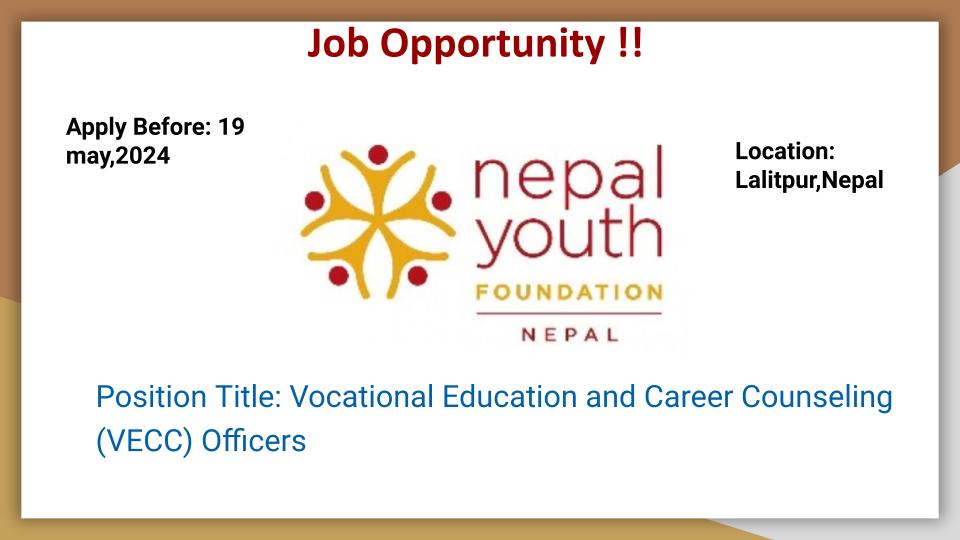 Job Opportunity !!
Apply Before: 19
may,2024
nepal
youth
FOUNDATION
NEPAL
Location:
Lalitpur,Nepal
Position Title: Vocational Education and Career Counseling
(VECC) Officers